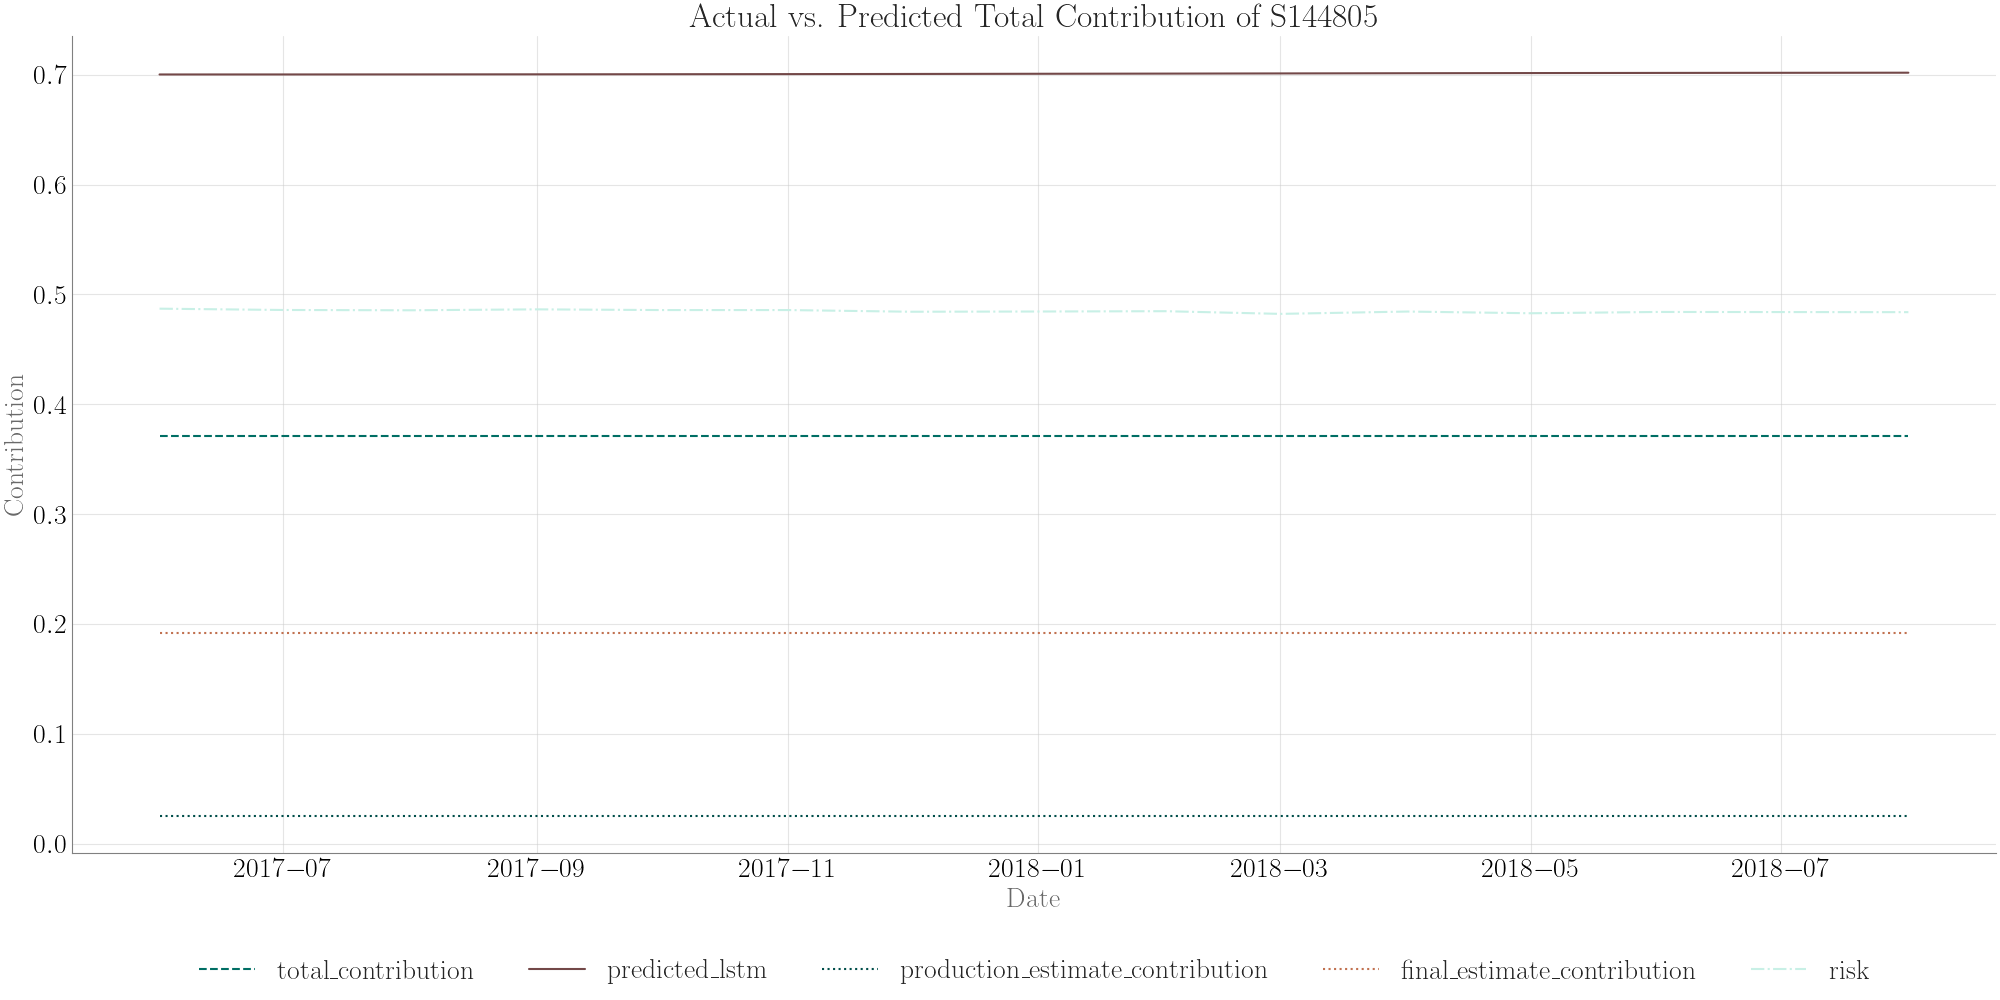 Actual vs. Predicted Total Contribution of S144805
0.7
0.6
0.5
0.4
0.3
0.2
0.1
0.0
Contribution
2017–07 2017–09 2017–11 2018–01 2018–03 2018–05 2018–07
Date
total_contribution predicted_lstm production_estimate_contribution final_estimate_contribution risk